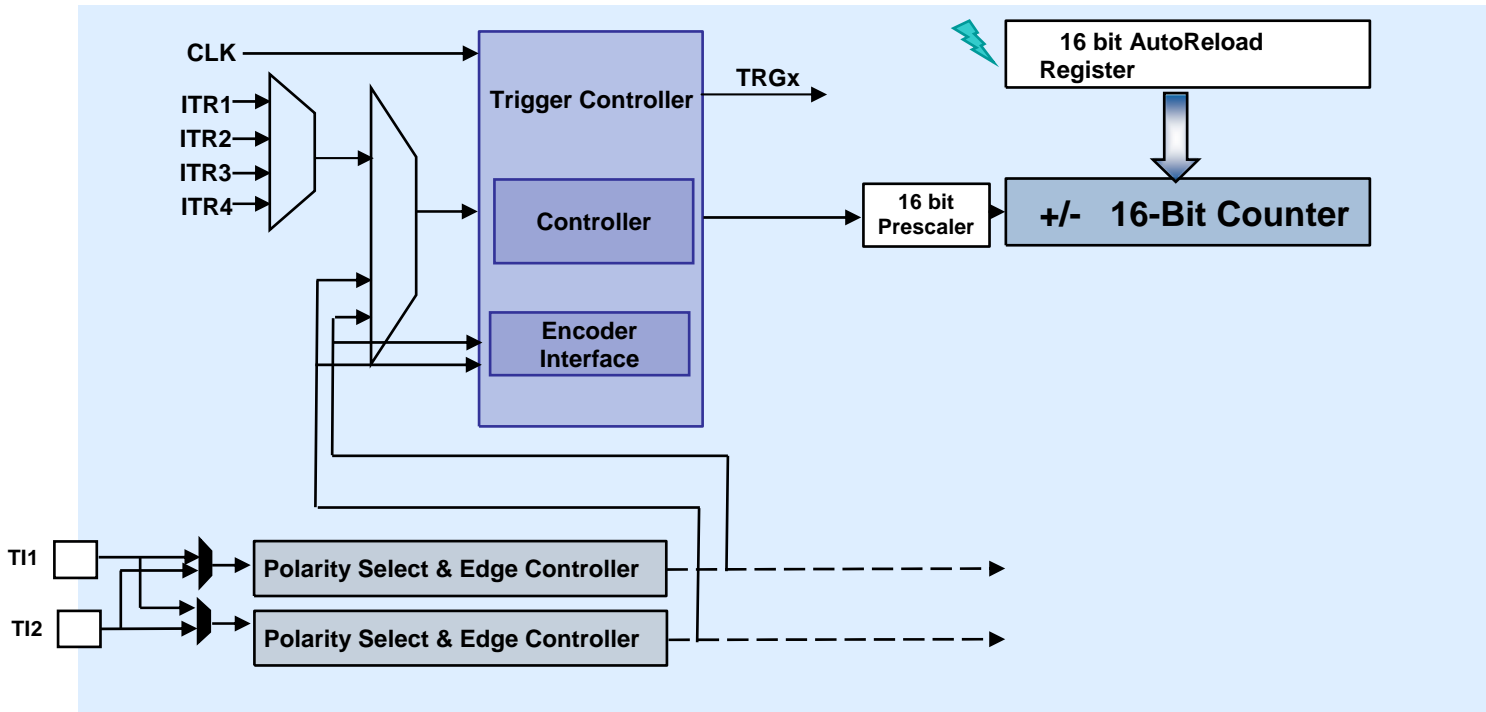 CLK
ITR1
ITR2
ITR3
ITR4
Trigger Controller
TRGx
Controller
Encoder
Interface
16 bit
Prescaler
16 bit AutoReload
Register
+/- 16-Bit Counter
TI1
Polarity Select & Edge Controller
TI2
Polarity Select & Edge Controller